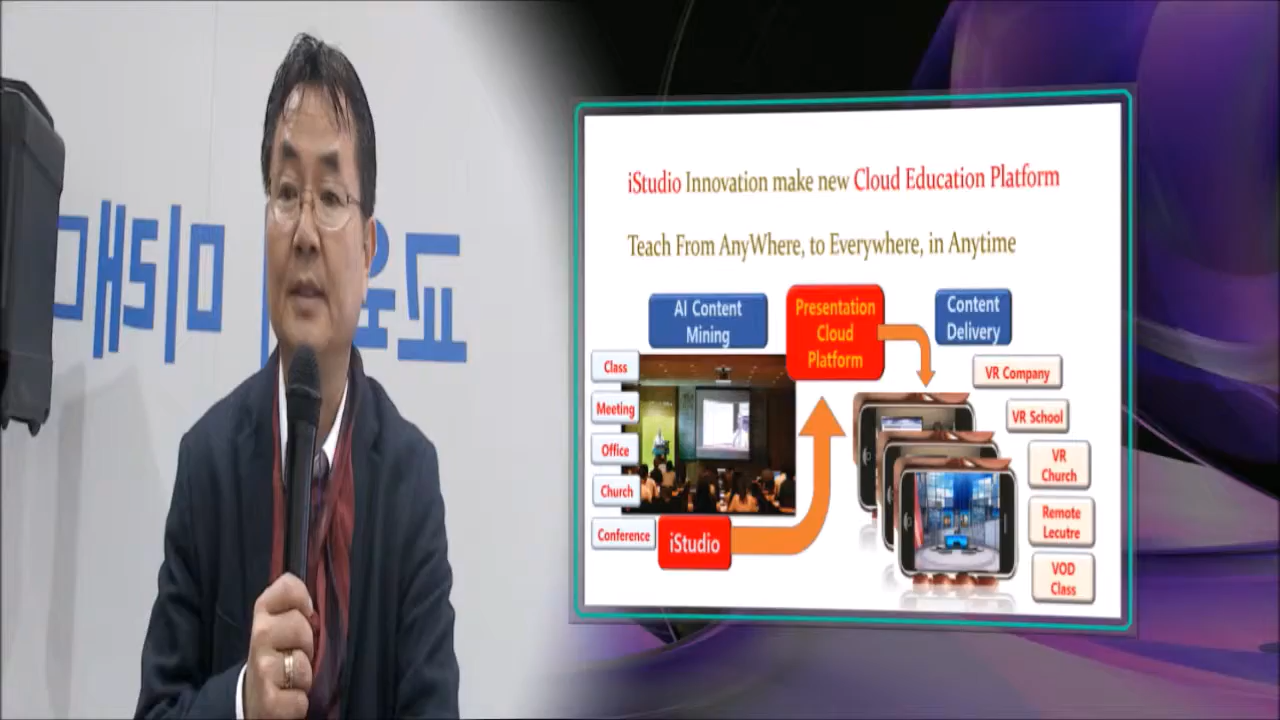 iStudio Innovation make new Cloud Education Platform
Teach From AnyWhere, to Everywhere, in Anytime
AI Content
Mining
Presentation
Cloud
Platform
Content
Delivery
Class
Meeting
Office
Church
Conference
iStudio
VR Company
VR School
VR
Church
Remote
Lecutre
VOD
Class